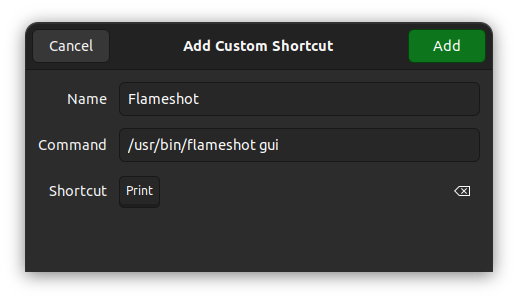 Cancel Add Custom Shortcut Add
Name Flameshot
Command /usr/bin/flameshot gui
Shortcut Print